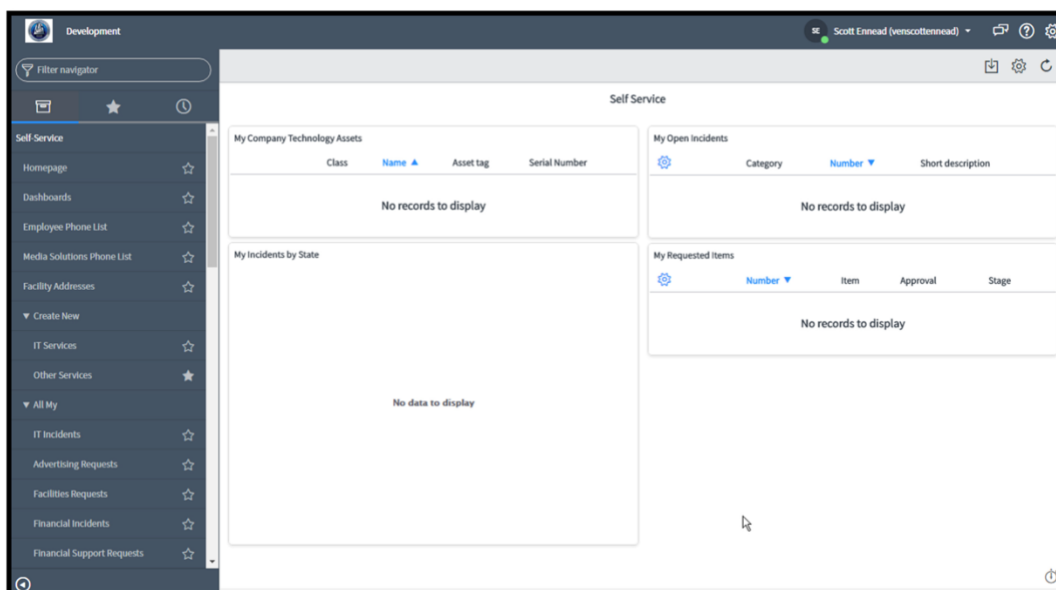 Development
SE Scott Ennead (venscottennead)
Filter navigator
Self-Service
Homepage
Dashboards
Employee Phone List
Media Solutions Phone List
Facility Addresses
Create New
IT Services
Other Services
All My
IT Incidents
Advertising Requests
Facilities Requests
Financial Incidents
Financial Support Requests
Self Service
My Company Technology Assets
Class Name Asset tag Serial Number
No records to display
My Incidents by State
No data to display
My Open Incidents
Category Number Short description
No records to display
My Requested Items
Number Item Approval Stage
No records to display